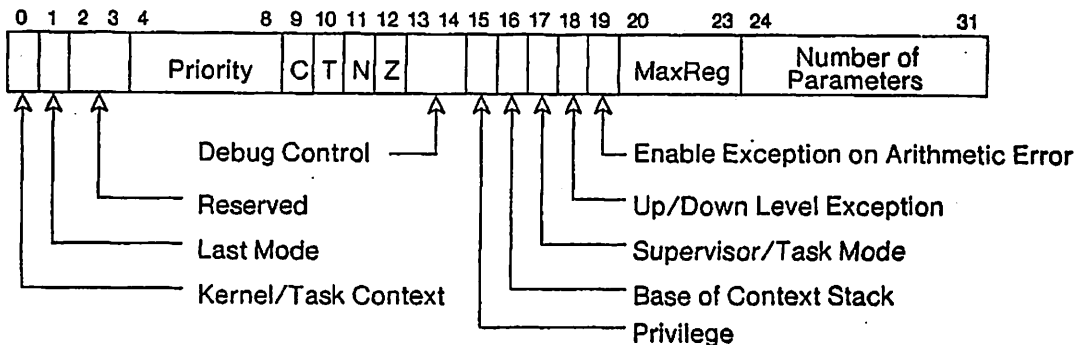 0 1 2 3 4 8 9 10 11 12 13 14 15 16 17 18 19 20 23 24 31
Priority C T N Z MaxReg Number of
Parameters
Debug Control
Enable Exception on Arithmetic Error
Reserved
Up/Down Level Exception
Last Mode
Supervisor/Task Mode
Kernel/Task Context
Base of Context Stack
Privilege